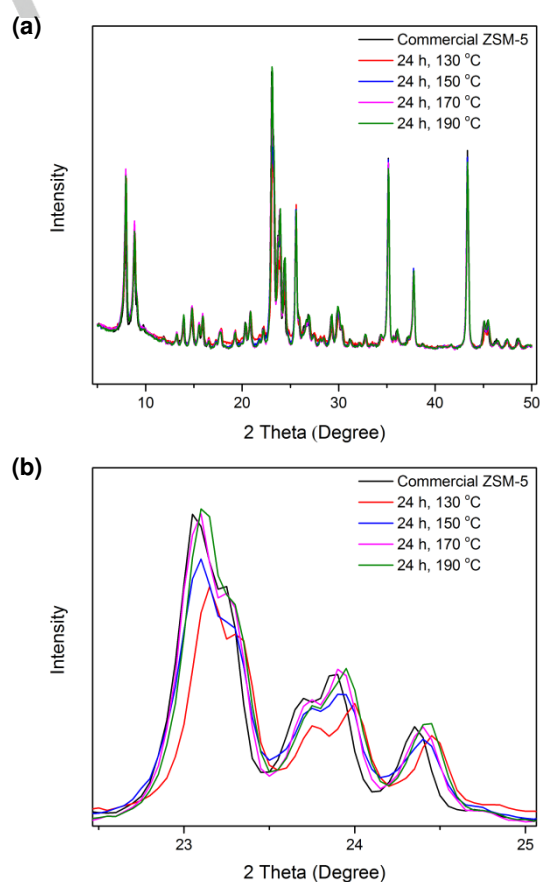 (a)
Commercial ZSM-5
24 h, 130 °C
24 h, 150 °C
24 h, 170 °C
24 h, 190 °C
Intensity
10 20 30 40 50
2 Theta (Degree)
(b)
Commercial ZSM-5
24 h, 130 °C
24 h, 150 °C
24 h, 170 °C
24 h, 190 °C
Intensity
23 24 25
2 Theta (Degree)